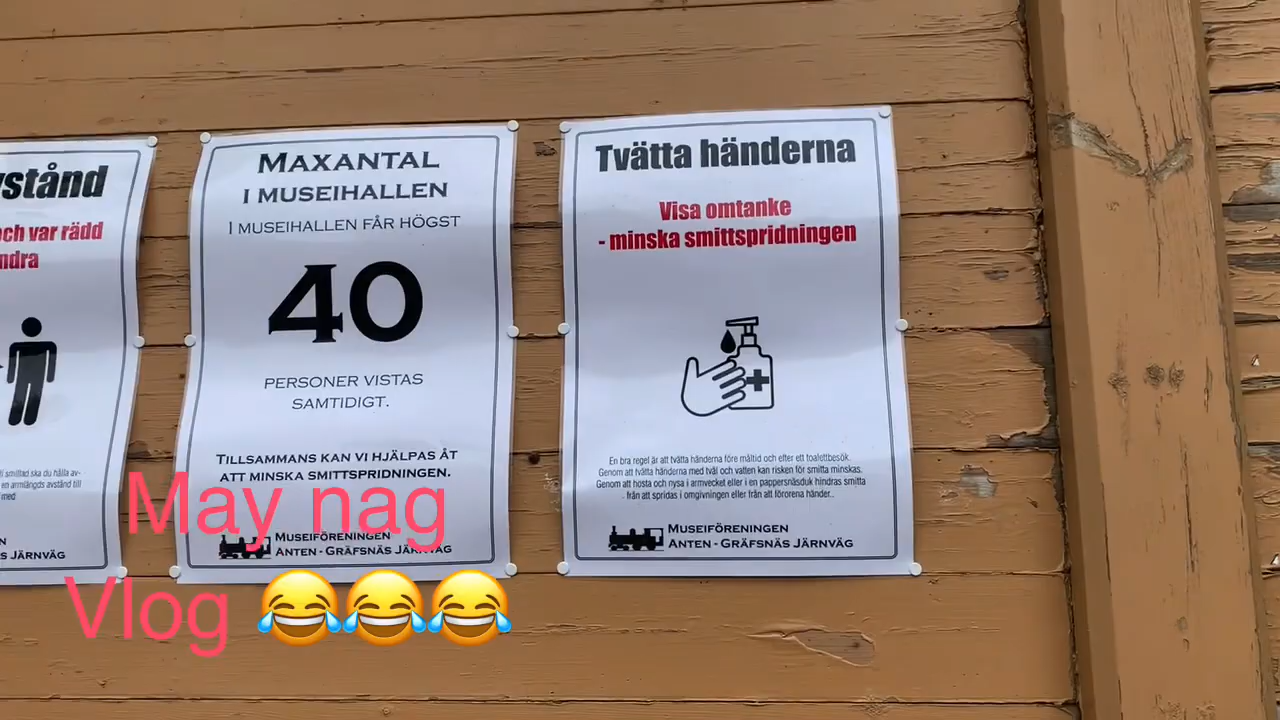 och var rädd
MAXANTAL
I MUSEIHALLEN
I MUSEIHALLEN FÅR HÖGST
40
PERSONER VISTAS
SAMTIDIGT.
TILLSAMMANS KAN VI HJÄLPAS ÅT
ATT MINSKA SMITTSPRIDNINGEN.
MUSEIFÖRENINGEN
ANTEN - GRÄFSNÄS JÄRNVÄG
Tvätta händerna
Visa omtanke
- minska smittspridningen
En bra regel är att tvätta händerna före måltid och efter ett toalettbesök.
Genom att tvätta händerna med tvål och vatten kan risken för smitta minskas.
Genom att hosta och nysa i armvecket eller i en pappersnäsduk hindras smitta
från att spridas i omgivningen eller från att förorena händer..
MUSEIFÖRENINGEN
ANTEN - GRÄFSNÄS JÄRNVÄG
May nag
Vlog 😂😂😂